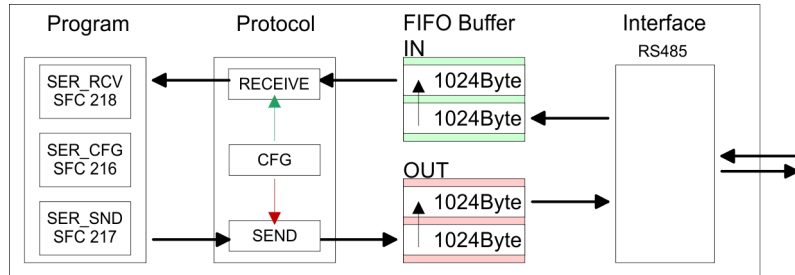 Program
Protocol
FIFO Buffer
Interface
IN
RS485
SER_RCV
SFC 218
RECEIVE
1024Byte
1024Byte
SER_CFG
SFC 216
CFG
OUT
SER_SND
SFC 217
SEND
1024Byte
1024Byte